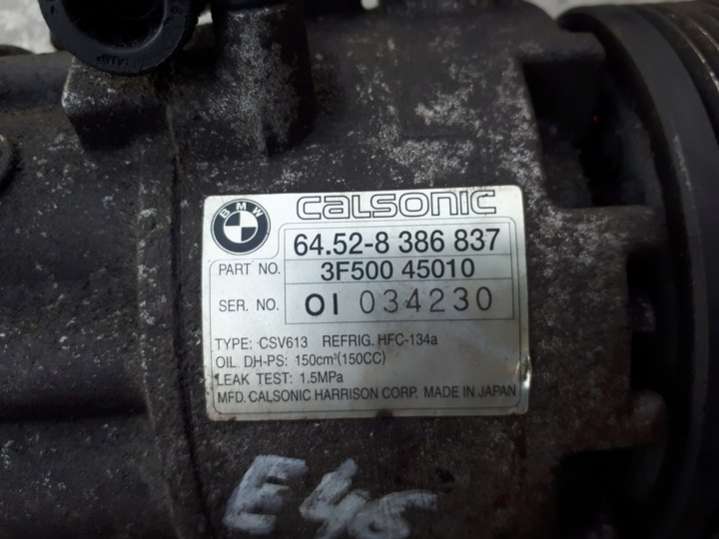 BMW CALSONIC
64.52-8 386 837
PART NO. 3F500 45010
SER. NO. 01 034230
TYPE: CSV613 REFRIG. HFC-134a
OIL DH-PS: 150cm³(150CC)
LEAK TEST: 1.5MPa
MFD. CALSONIC HARRISON CORP. MADE IN JAPAN
E46